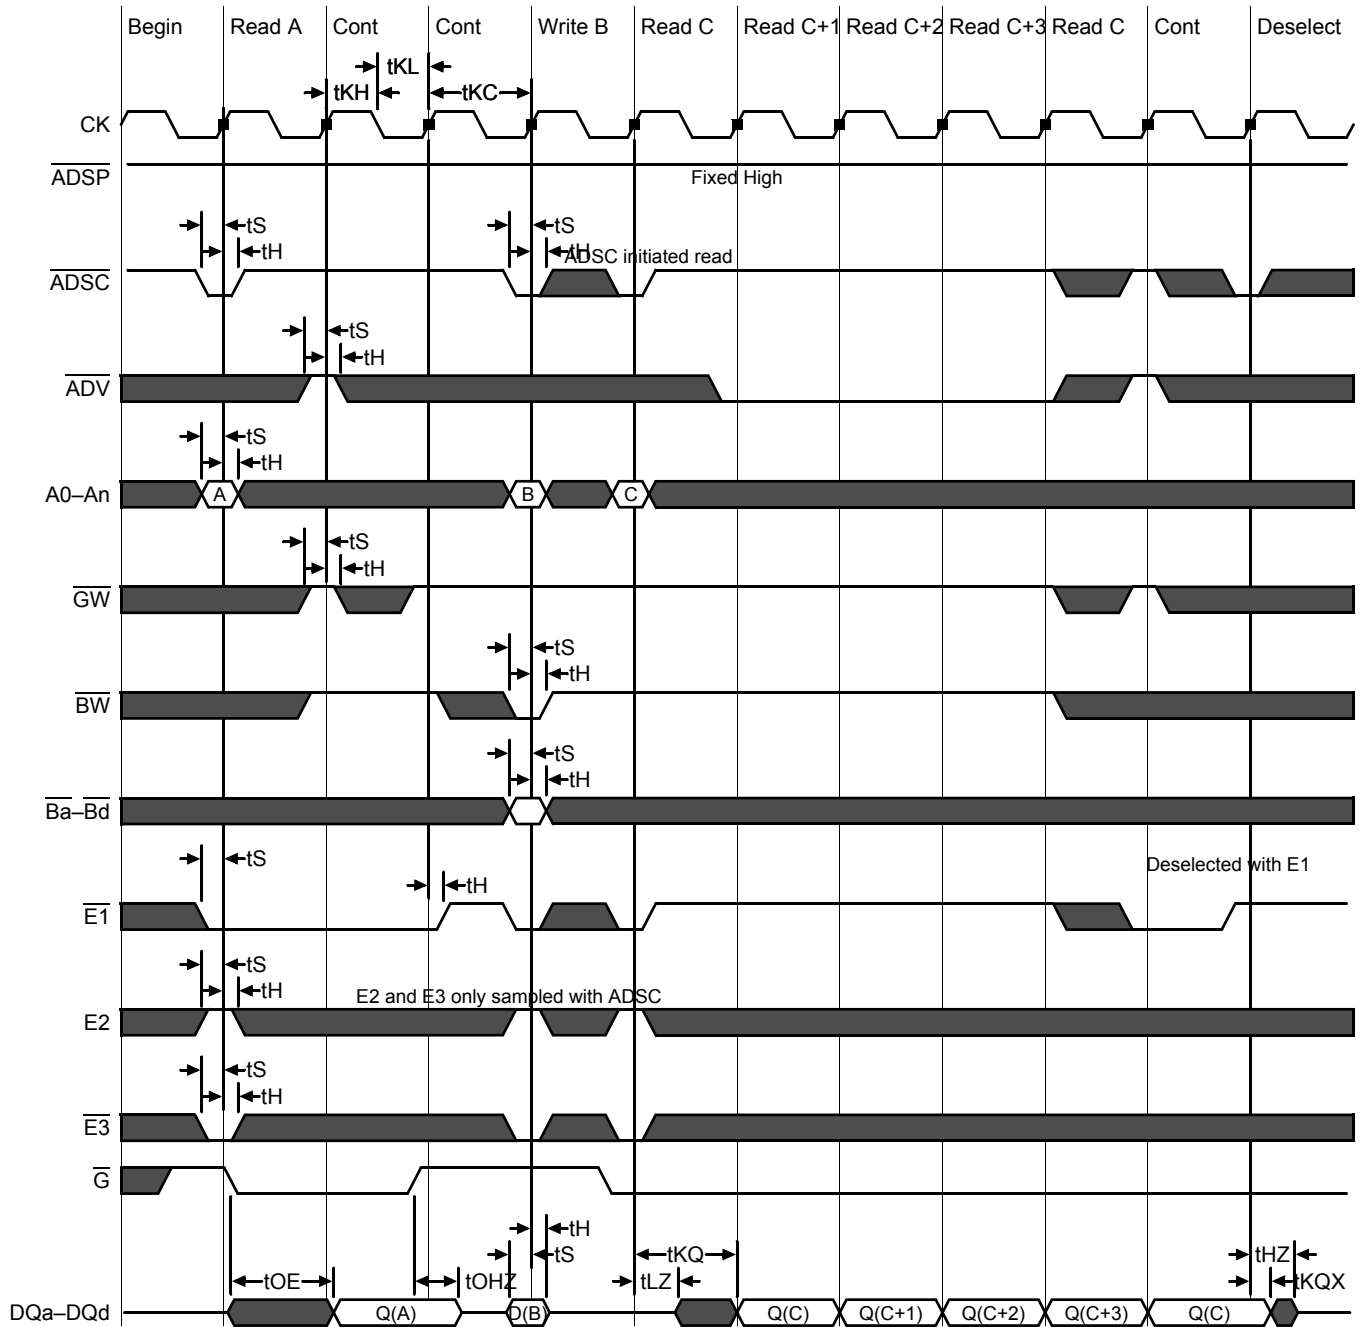 Begin Read A Cont Cont Write B Read C Read C+1 Read C+2 Read C+3 Read C Cont Deselect
tKL
tKH tKC
CK
ADSP
Fixed High
tS tS
tH tH
ADSC initiated read
ADSC
tS
tH
ADV
tS
tH
A0–An A B C
tS
tH
GW
tS
tH
BW
tS
tH
Ba–Bd
tS
Deselected with E1
tH
E1
tS
tH
E2 and E3 only sampled with ADSC
E2
tS
tH
E3
G
tH
tS tKQ tHZ
tOE tOHZ tLZ tKQX
DQa–DQd Q(A) D(B) Q(C) Q(C+1) Q(C+2) Q(C+3) Q(C)